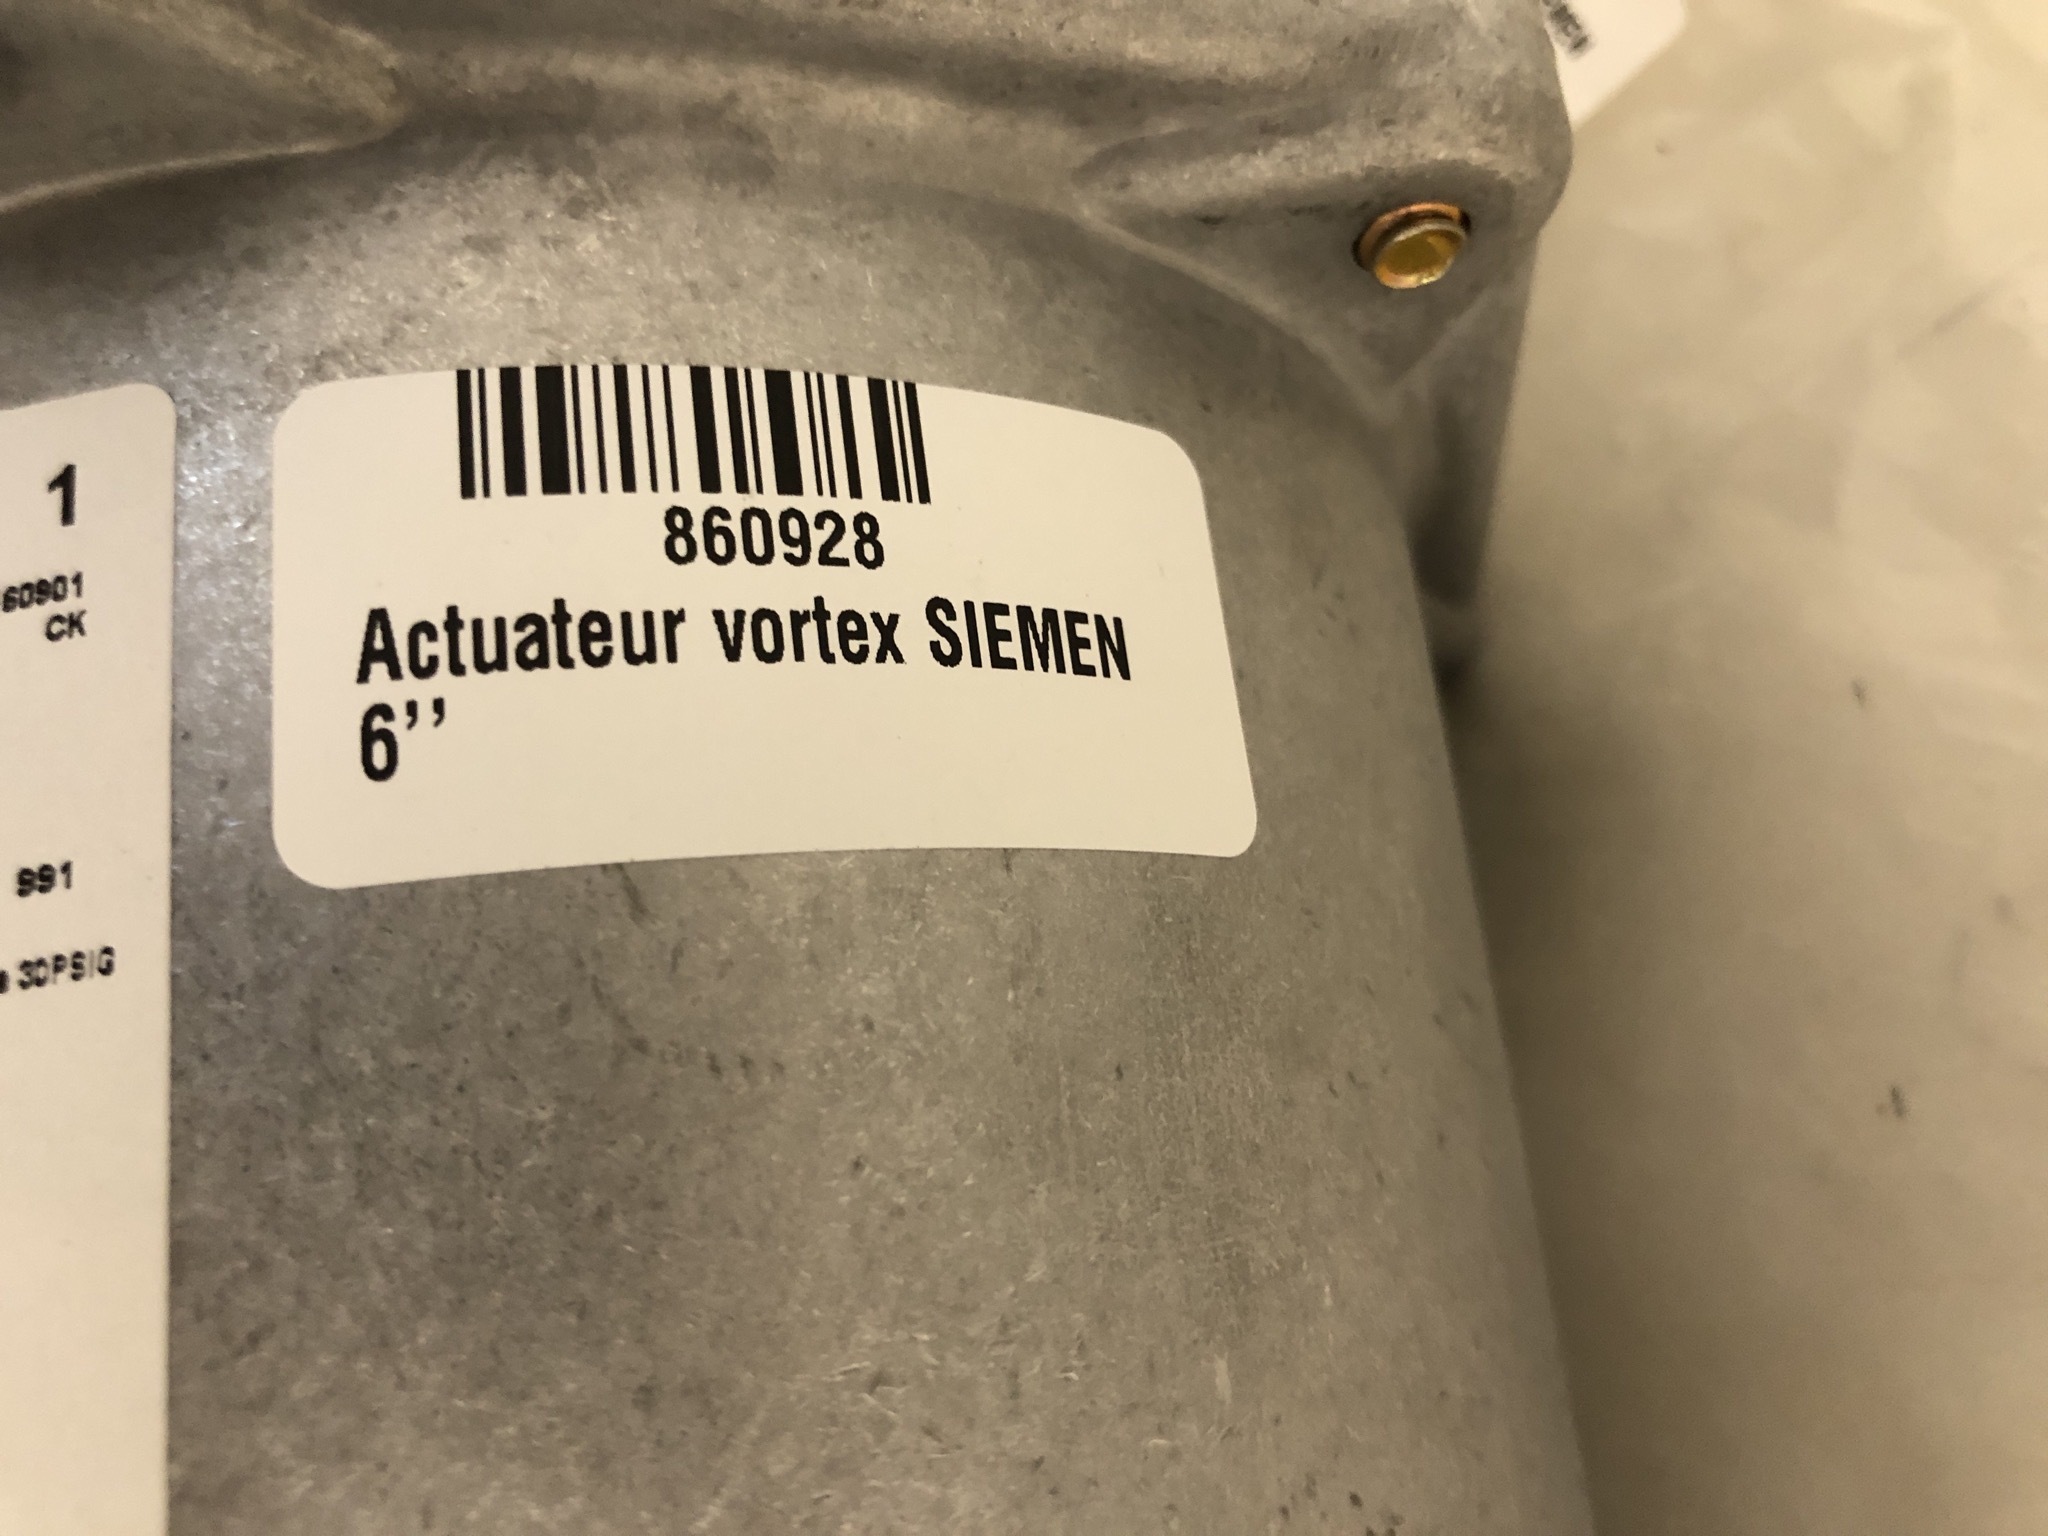 1
60901
CK
991
30PSIG
860928
Actuateur vortex SIEMEN
6''